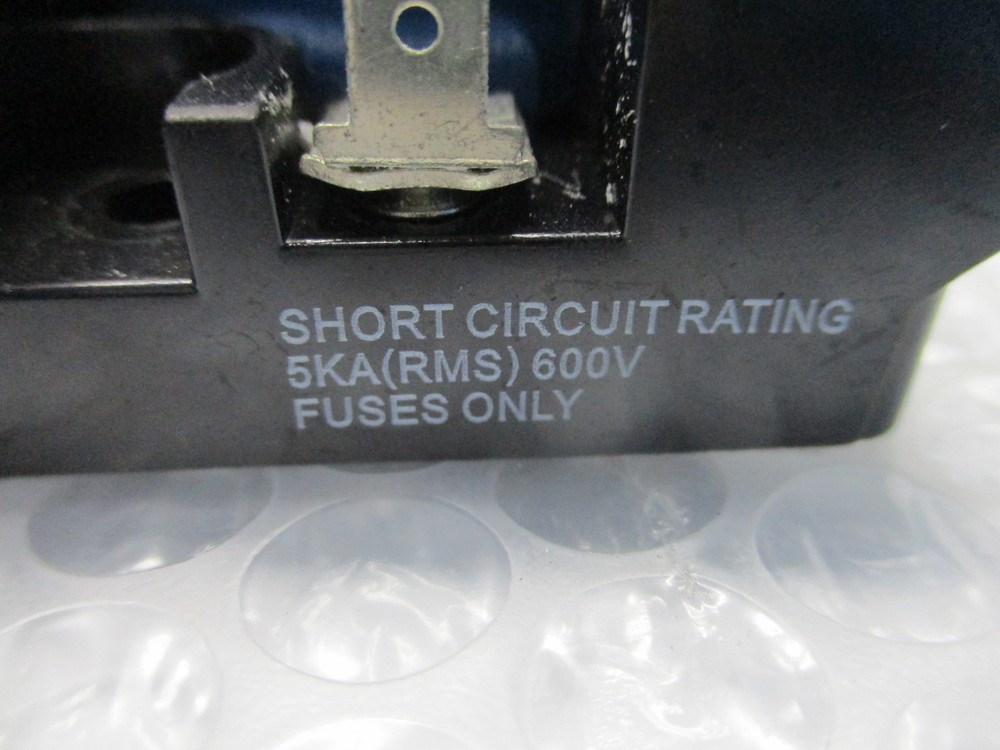 SHORT CIRCUIT RATING
5KA(RMS) 600V
FUSES ONLY